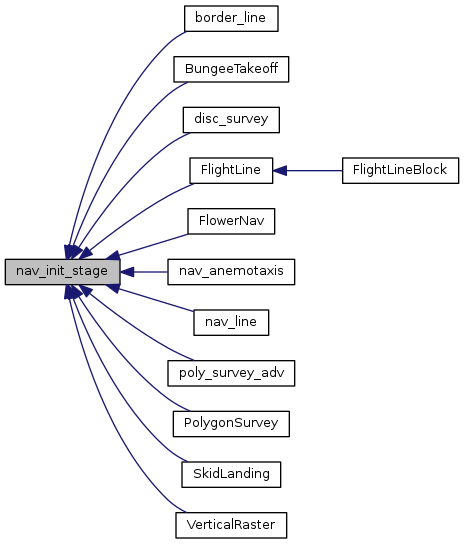 border_line
BungeeTakeoff
disc_survey
FlightLine
FlightLineBlock
FlowerNav
nav_init_stage
nav_anemotaxis
nav_line
poly_survey_adv
PolygonSurvey
SkidLanding
VerticalRaster